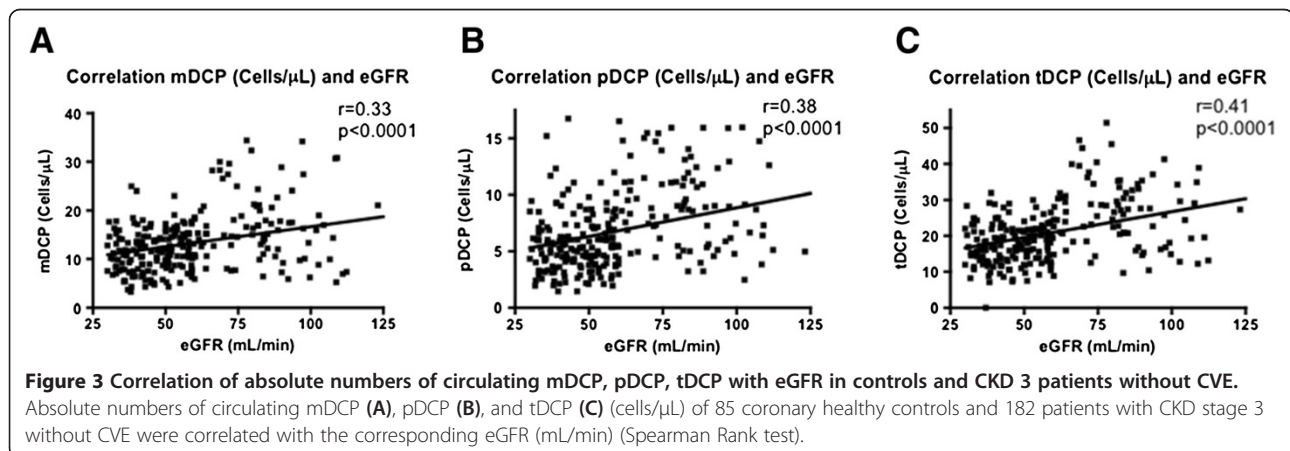 A
Correlation mDCP (Cells/μL) and eGFR
r=0.33
p<0.0001
mDCP (Cells/μL)
40
30
20
10
0
25 50 75 100 125
eGFR (mL/min)
B
Correlation pDCP (Cells/μL) and eGFR
r=0.38
p<0.0001
pDCP (Cells/μL)
15
10
5
0
25 50 75 100 125
eGFR (mL/min)
C
Correlation tDCP (Cells/μL) and eGFR
r=0.41
p<0.0001
tDCP (Cells/μL)
50
40
30
20
10
0
25 50 75 100 125
eGFR (mL/min)
Figure 3 Correlation of absolute numbers of circulating mDCP, pDCP, tDCP with eGFR in controls and CKD 3 patients without CVE.
Absolute numbers of circulating mDCP (A), pDCP (B), and tDCP (C) (cells/μL) of 85 coronary healthy controls and 182 patients with CKD stage 3
without CVE were correlated with the corresponding eGFR (mL/min) (Spearman Rank test).